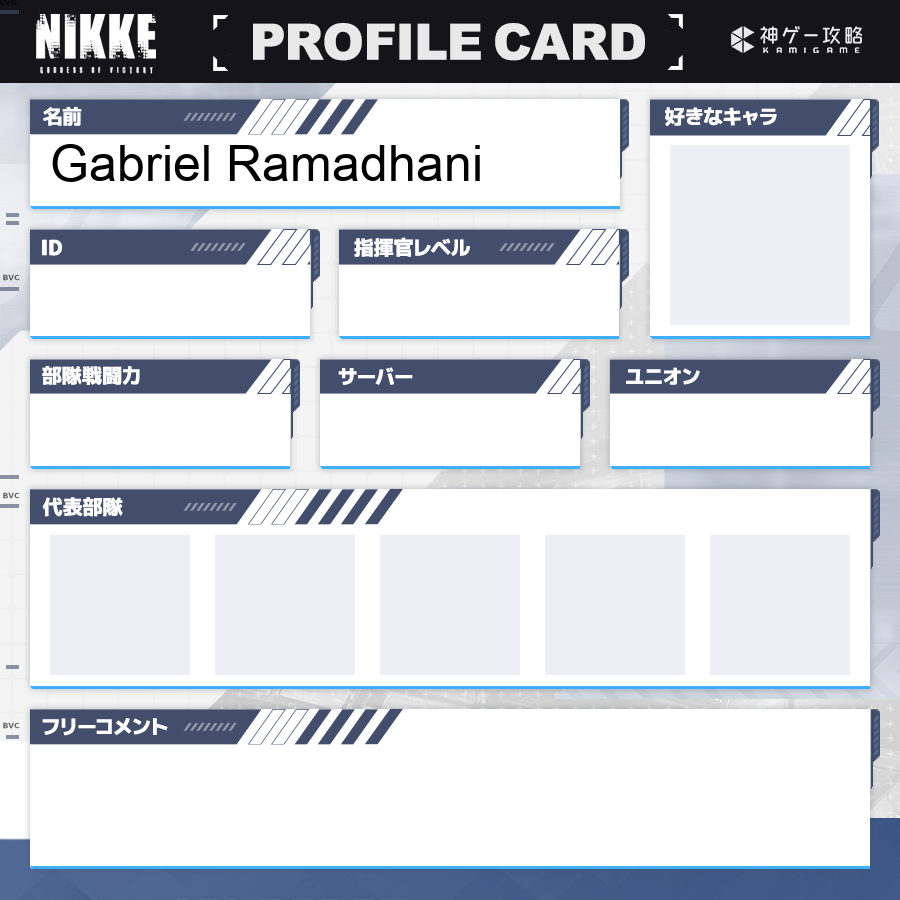 NIKKE
GODDESS OF VICTORY
PROFILE CARD
神ゲー攻略
KAMIGAME
名前
Gabriel Ramadhani
好きなキャラ
ID
指揮官レベル
BVC
部隊戦闘力
サーバー
ユニオン
BVC
代表部隊
フリーコメント
BVC